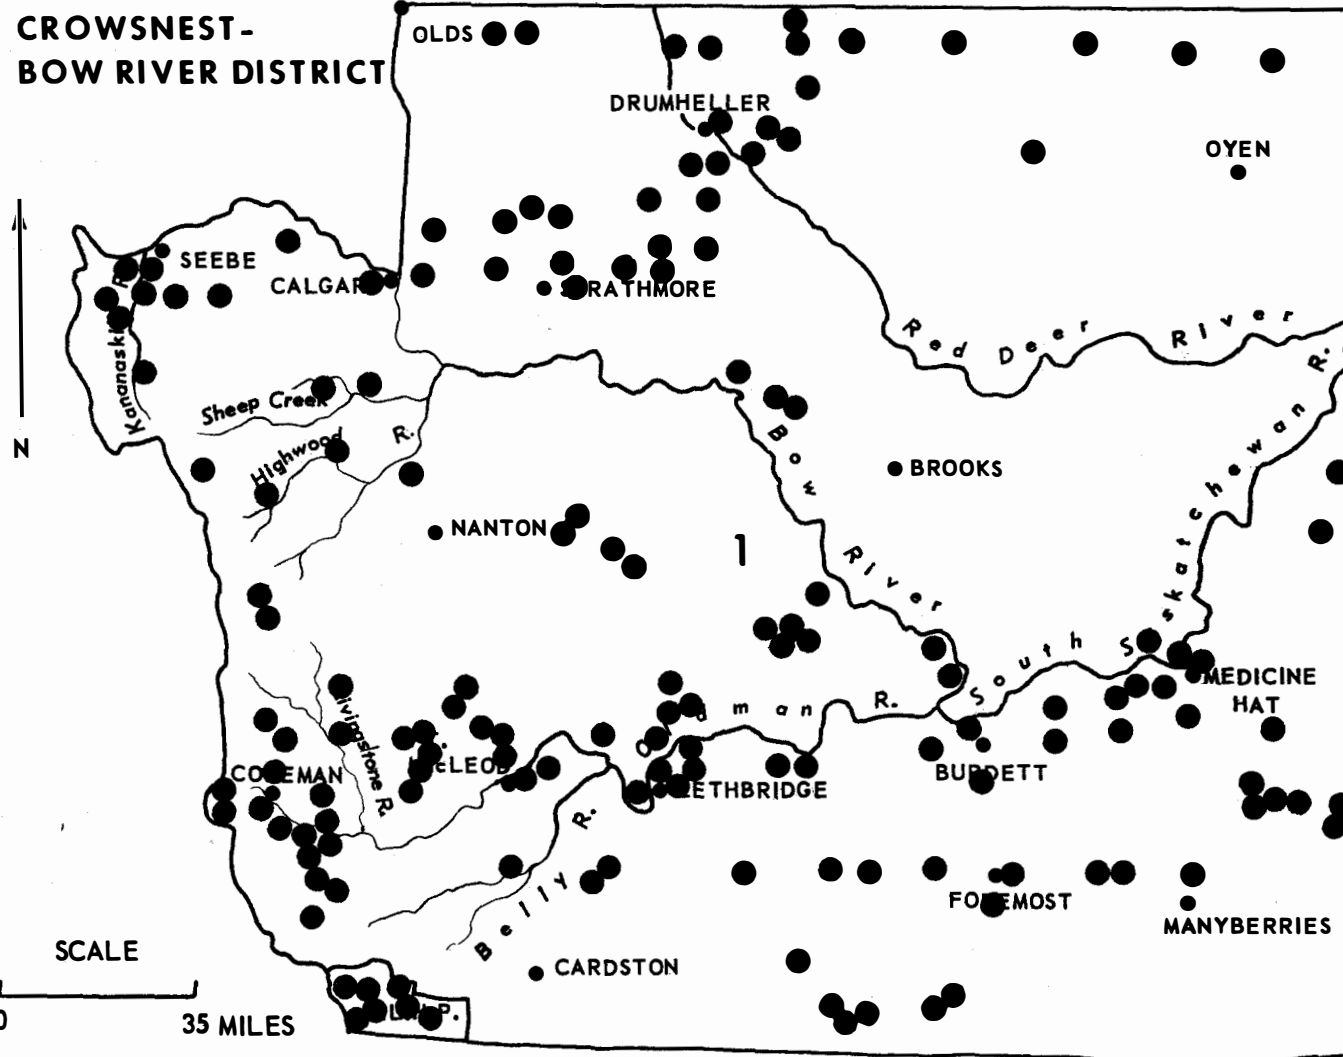 CROWSNEST-
BOW RIVER DISTRICT
OLDS
DRUMHELLER
OYEN
SEEBE
CALGAR
STRATHMORE
Red Deer River
Kananaskis
Sheep Creek
Highwood R.
N
Bow River
BROOKS
NANTON
1
South Saskatchewan R.
MEDICINE
HAT
Livingstone R.
Oldman R.
COLEMAN
McLEOD
LETHBRIDGE
BURDETT
Belly R.
FOREMOST
MANYBERRIES
CARDSTON
SCALE
0 35 MILES